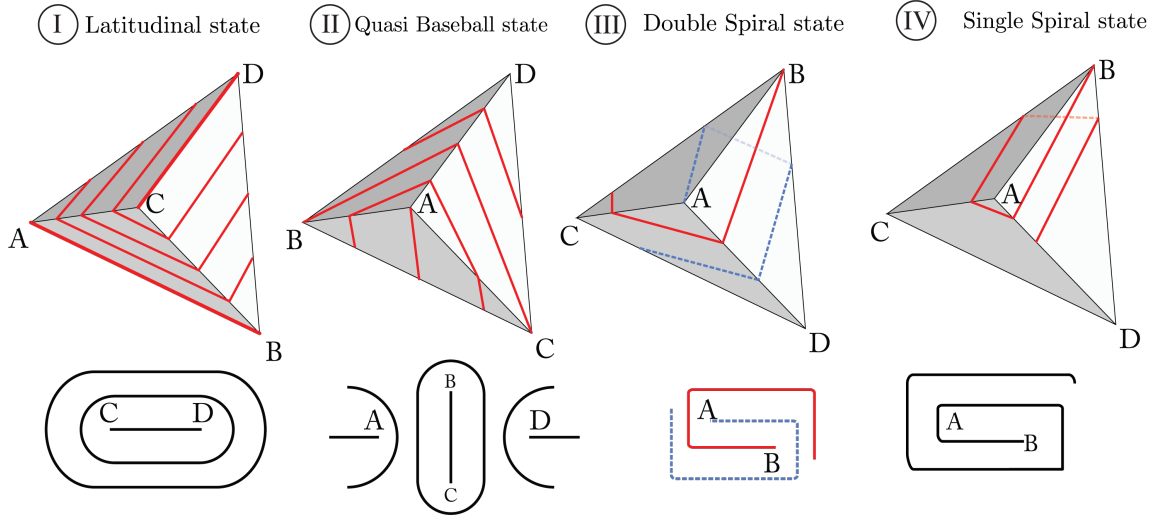 I Latitudinal state
II Quasi Baseball state
III Double Spiral state
IV Single Spiral state
D
C
A
B
D
A
B
C
B
A
C
D
B
A
C
D
C D
A
B
C
D
A
B
A
B